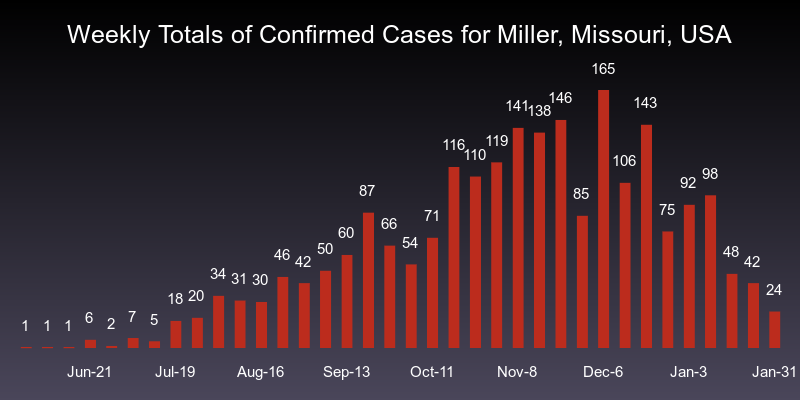 Weekly Totals of Confirmed Cases for Miller, Missouri, USA
1 1 1 6 2 7 5 18 20 34 31 30 46 42 50 60 87 66 54 71 116 110 119 141 138 146 85 165 106 143 75 92 98 48 42 24
Jun-21 Jul-19 Aug-16 Sep-13 Oct-11 Nov-8 Dec-6 Jan-3 Jan-31